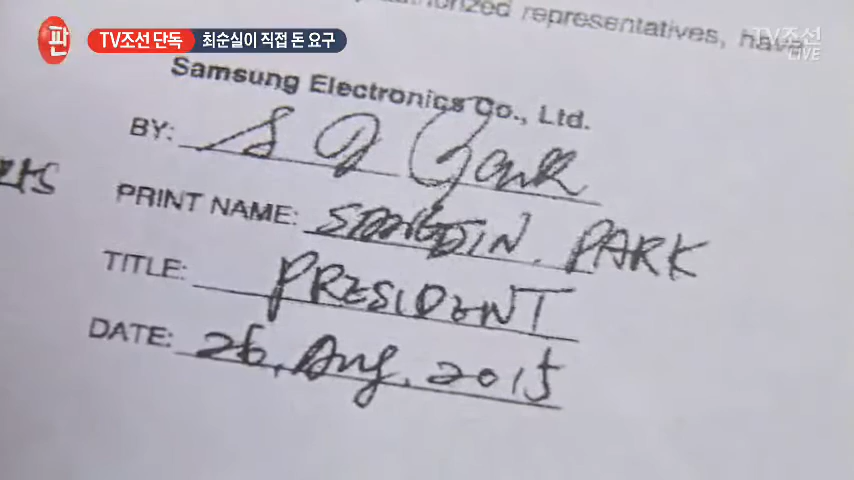 판 TV조선 단독 최순실이 직접 돈 요구
TV조선
LIVE
representatives, have
Samsung Electronics Co., Ltd.
BY: S J Park
PRINT NAME: SANGJIN. PARK
TITLE: PRESIDENT
DATE: 26, Aug, 2015